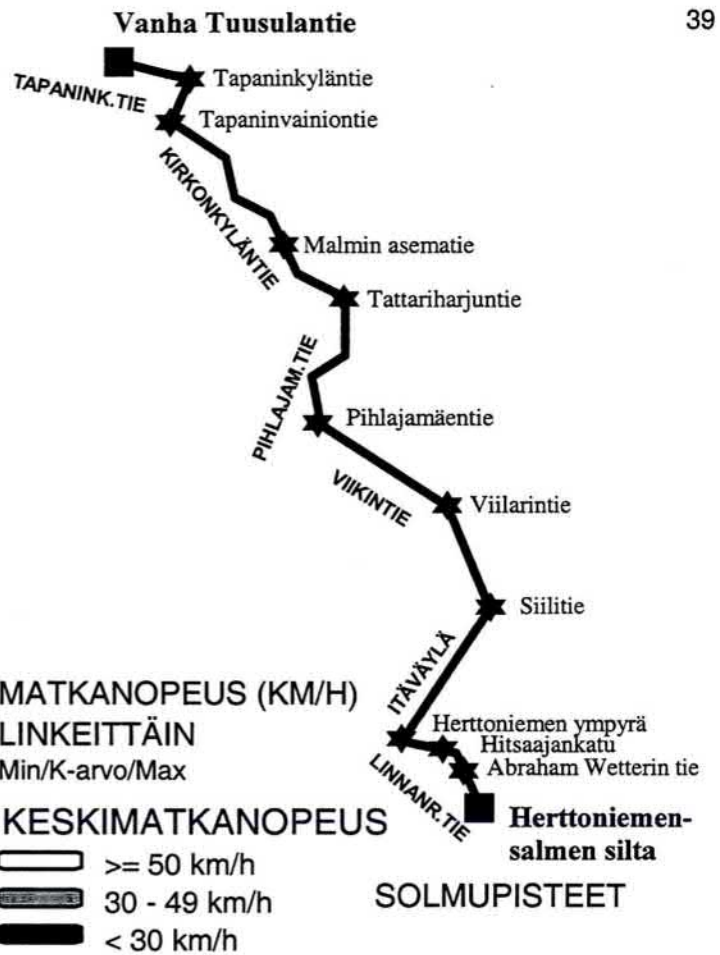 39
Vanha Tuusulantie
Tapaninkyläntie
TAPANINK.TIE
Tapaninvainiontie
KIRKONKYLÄNTIE
Malmin asematie
Tattariharjuntie
PIHLAJAM.TIE
Pihlajamäentie
VIIKINTIE
Viilarintie
Siilitie
ITÄVÄYLÄ
Herttoniemen ympyrä
Hitsaajankatu
Abraham Wetterin tie
LINNANR.TIE
Herttoniemen-
salmen silta
MATKANOPEUS (KM/H)
LINKEITTÄIN
Min/K-arvo/Max
KESKIMATKANOPEUS
>= 50 km/h
30 - 49 km/h
< 30 km/h
SOLMUPISTEET